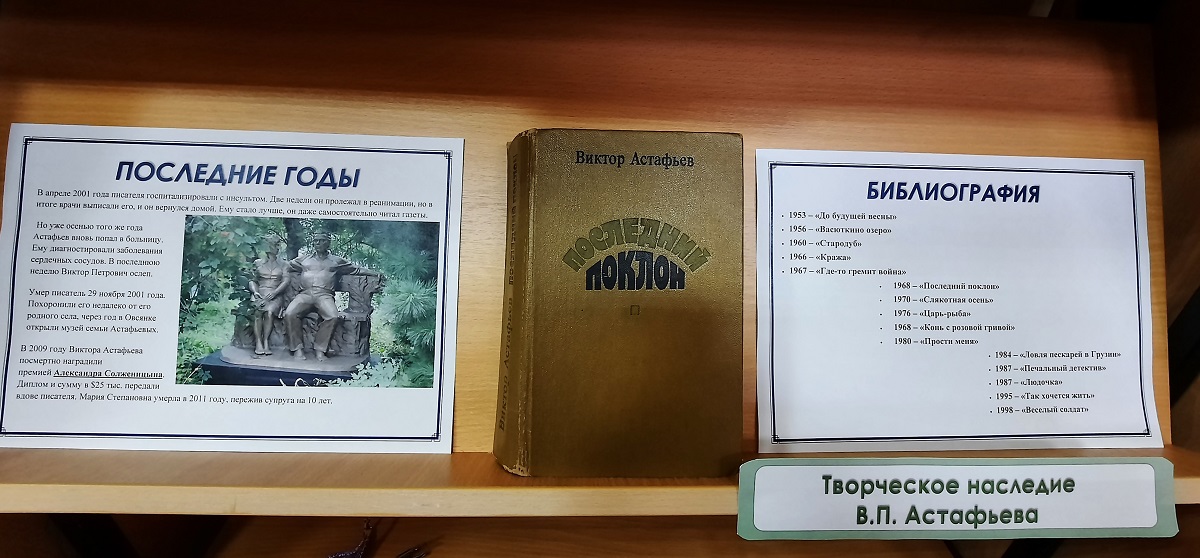 ПОСЛЕДНИЕ ГОДЫ
В апреле 2001 года писателя госпитализировали с инсультом. Две недели он пролежал в реанимации, но в
итоге врачи выписали его, и он вернулся домой. Ему стало лучше, он даже самостоятельно читал газеты.
Но уже осенью того же года
Астафьев вновь попал в больницу.
Ему диагностировали заболевания
сердечных сосудов. В последнюю
неделю Виктор Петрович ослеп.
Умер писатель 29 ноября 2001 года.
Похоронили его недалеко от его
родного села, через год в Овсянке
открыли музей семьи Астафьевых.
В 2009 году Виктора Астафьева
посмертно наградили
премией Александра Солженицына.
Диплом и сумму в $25 тыс. передали
вдове писателя. Мария Степановна умерла в 2011 году, пережив супруга на 10 лет.
Виктор Астафьев
ПОСЛЕДНИЙ
ПОКЛОН
БИБЛИОГРАФИЯ
• 1953 – «До будущей весны»
• 1956 – «Васюткино озеро»
• 1960 – «Стародуб»
• 1966 – «Кража»
• 1967 – «Где-то гремит война»
• 1968 – «Последний поклон»
• 1970 – «Слякотная осень»
• 1976 – «Царь-рыба»
• 1968 – «Конь с розовой гривой»
• 1980 – «Прости меня»
• 1984 – «Ловля пескарей в Грузии»
• 1987 – «Печальный детектив»
• 1987 – «Людочка»
• 1995 – «Так хочется жить»
• 1998 – «Веселый солдат»
Творческое наследие
В.П. Астафьева